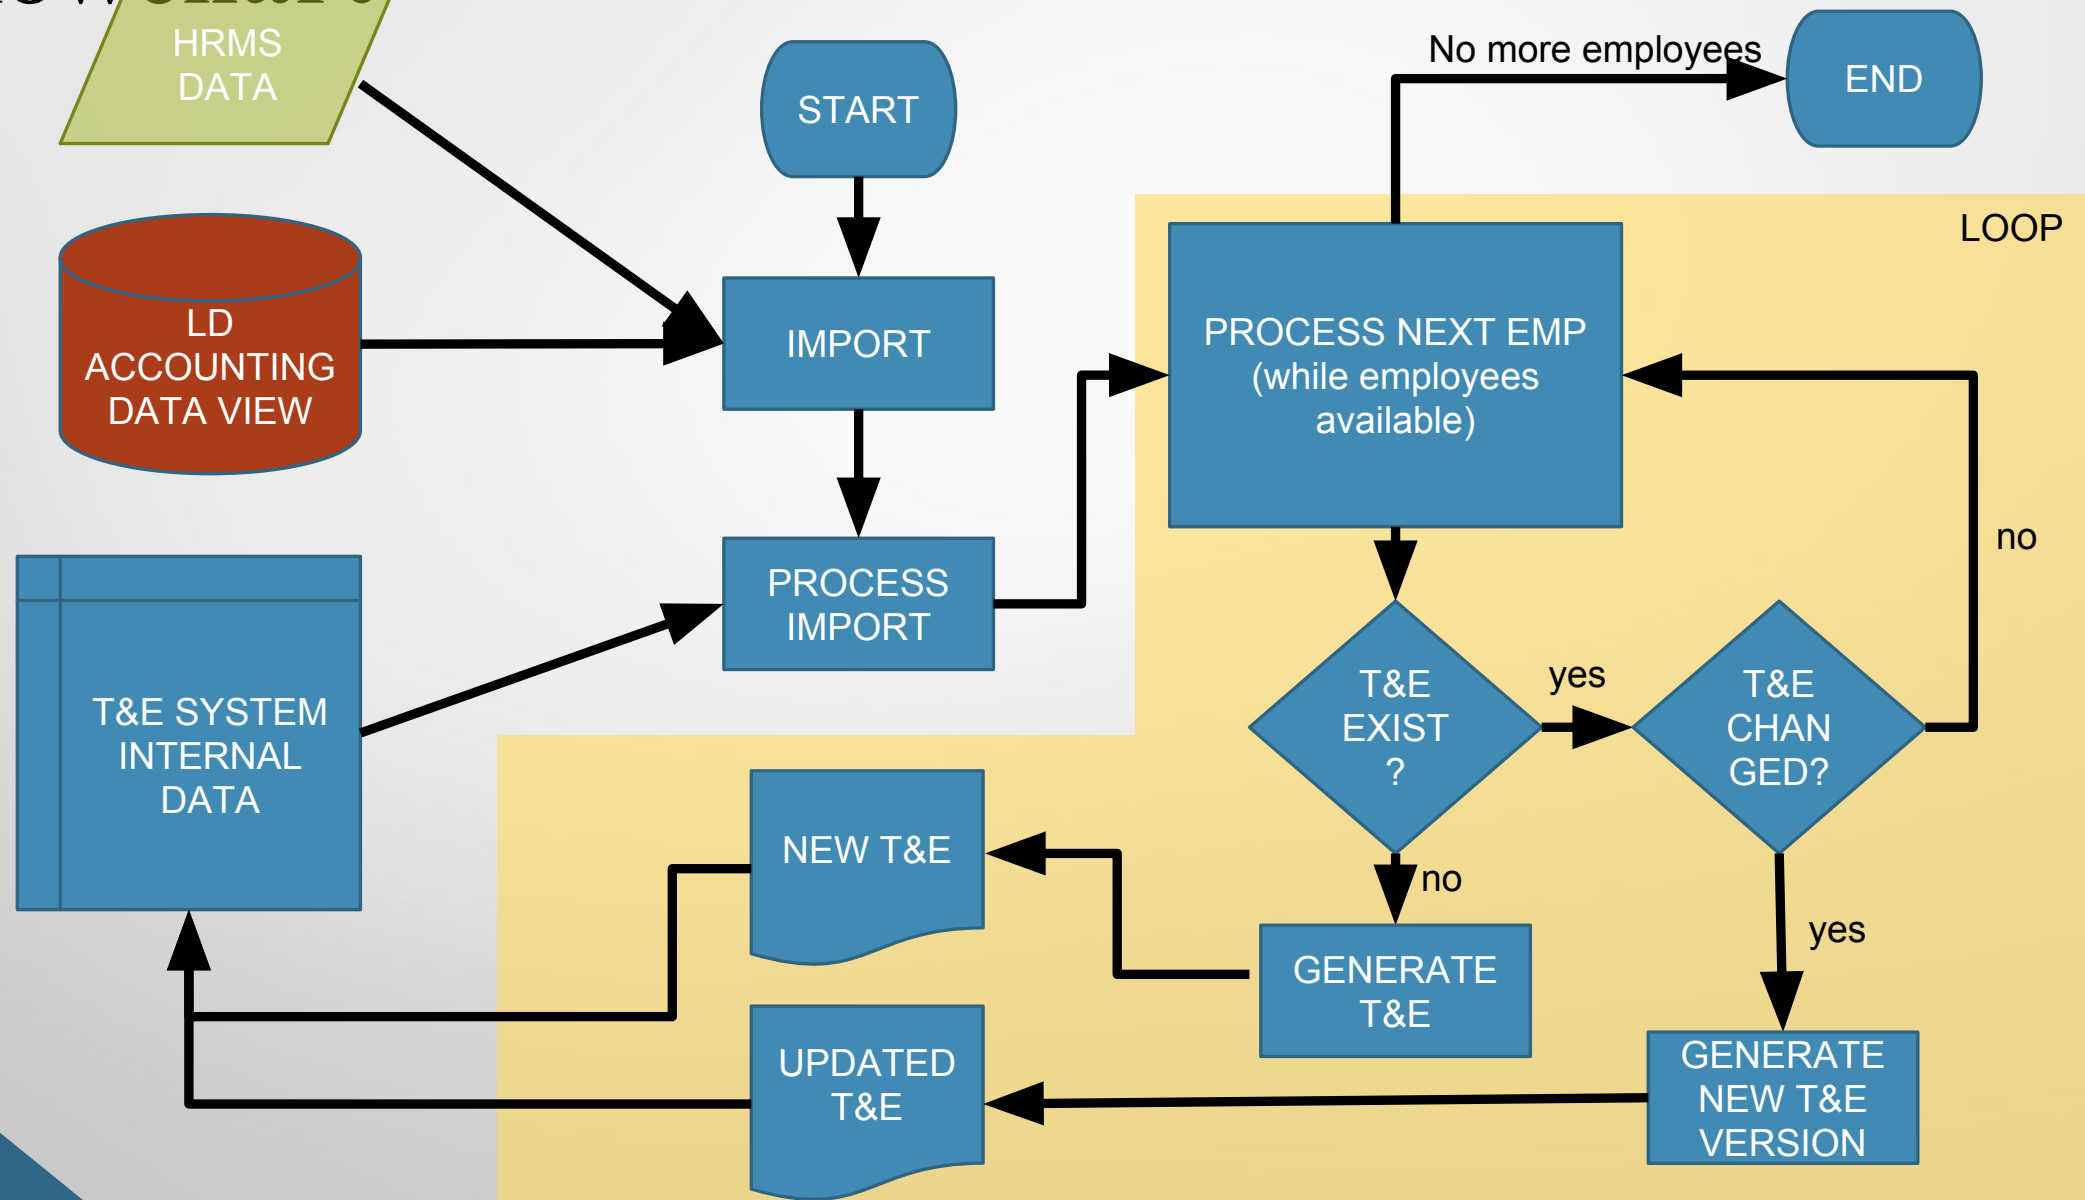 HRMS
DATA
START
No more employees
END
LOOP
LD
ACCOUNTING
DATA VIEW
IMPORT
PROCESS NEXT EMP
(while employees
available)
no
PROCESS
IMPORT
T&E SYSTEM
INTERNAL
DATA
T&E
EXIST
?
yes
T&E
CHAN
GED?
NEW T&E
no
yes
GENERATE
T&E
UPDATED
T&E
GENERATE
NEW T&E
VERSION